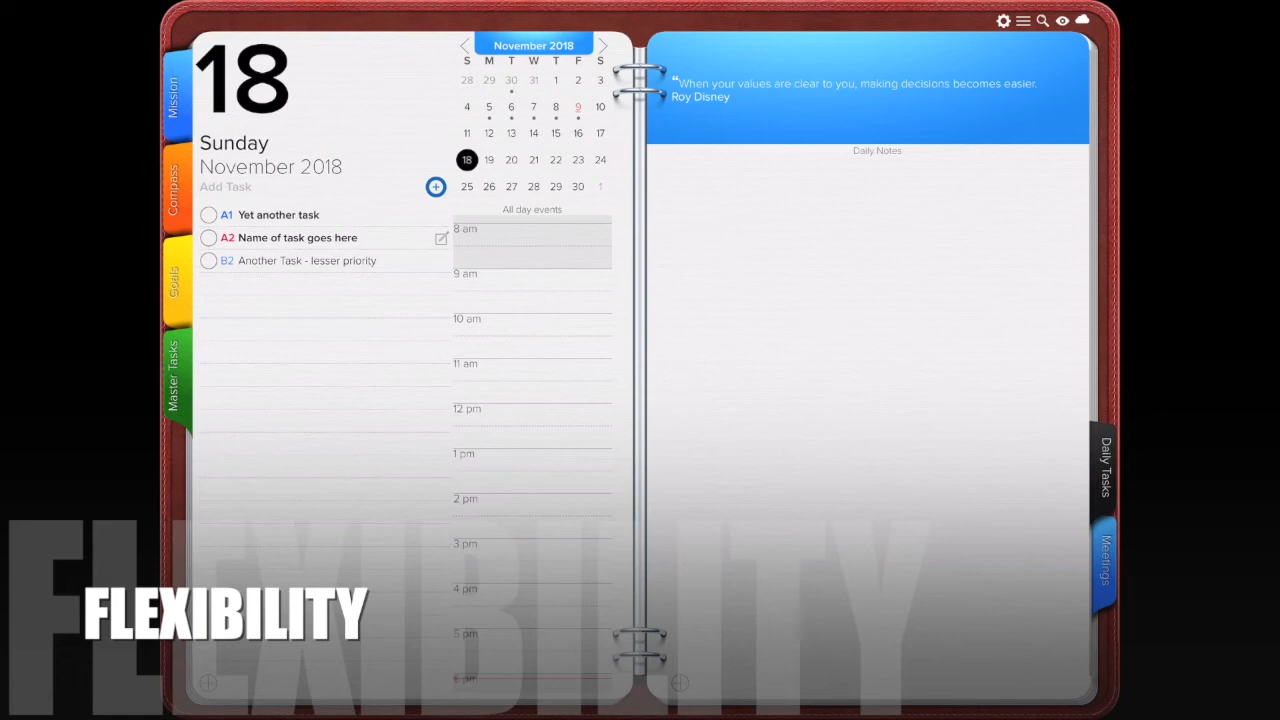 Mission
Compass
Goals
Master Tasks
18
Sunday
November 2018
Add Task
A1 Yet another task
A2 Name of task goes here
B2 Another Task - lesser priority
November 2018
S M T W T F S
28 29 30 31 1 2 3
4 5 6 7 8 9 10
11 12 13 14 15 16 17
18 19 20 21 22 23 24
25 26 27 28 29 30 1
All day events
8 am
9 am
10 am
11 am
12 pm
1 pm
2 pm
3 pm
4 pm
5 pm
6 pm
❝When your values are clear to you, making decisions becomes easier.
Roy Disney
Daily Notes
Daily Tasks
Meetings
FLEXIBILITY
FLEXIBILITY